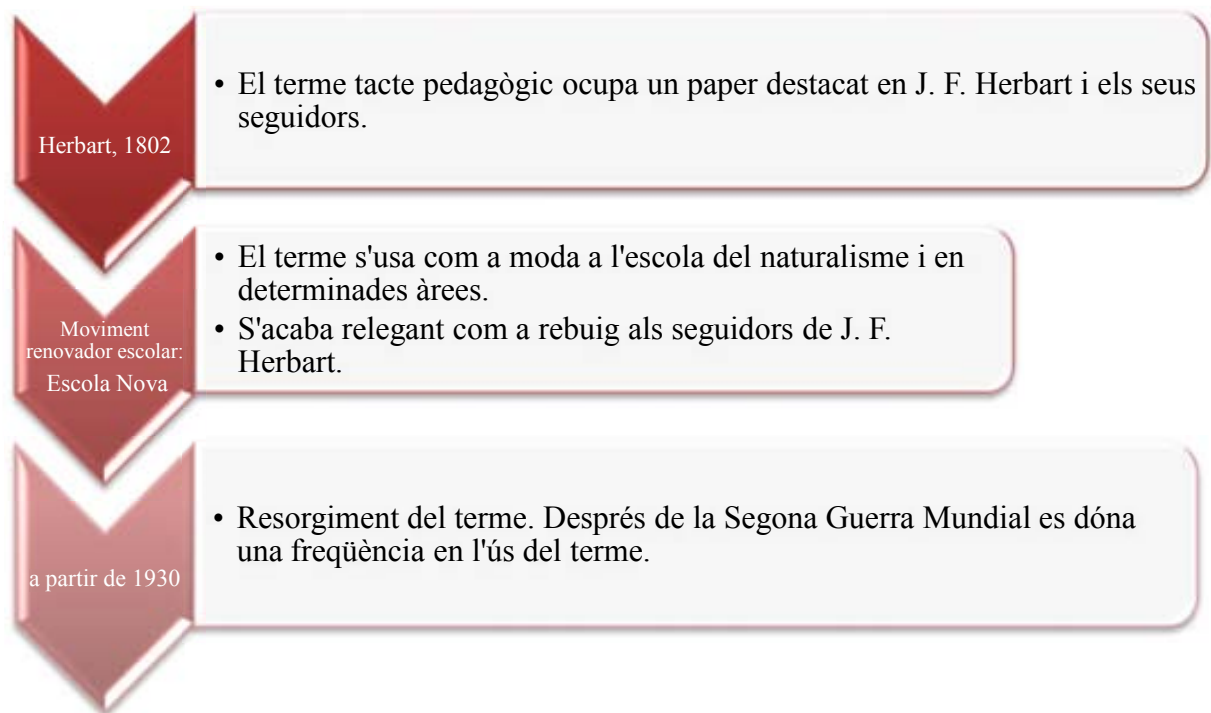 Herbart, 1802
• El terme tacte pedagògic ocupa un paper destacat en J. F. Herbart i els seus
seguidors.
Moviment
renovador escolar:
Escola Nova
• El terme s'usa com a moda a l'escola del naturalisme i en
determinades àrees.
• S'acaba relegant com a rebuig als seguidors de J. F.
Herbart.
a partir de 1930
• Resorgiment del terme. Després de la Segona Guerra Mundial es dóna
una freqüència en l'ús del terme.